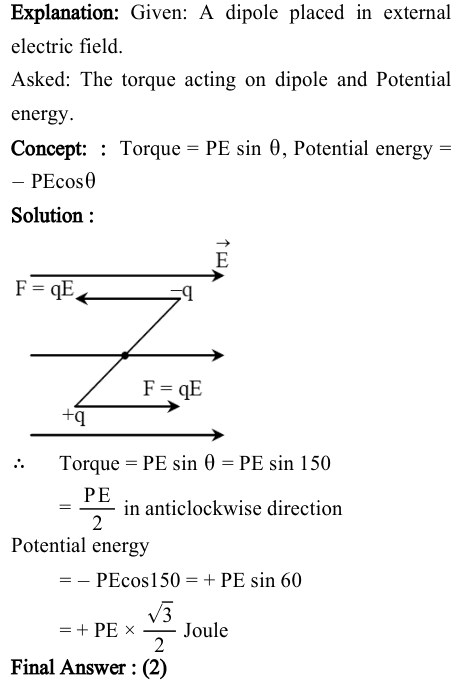 Explanation: Given: A dipole placed in external
electric field.
Asked: The torque acting on dipole and Potential
energy.
Concept: : Torque = PE sin θ, Potential energy =
– PEcosθ
Solution :
E⃗
F = qE
–q
F = qE
+q
∴ Torque = PE sin θ = PE sin 150
= PE/2 in anticlockwise direction
Potential energy
= – PEcos150 = + PE sin 60
= + PE × √3/2 Joule
Final Answer : (2)